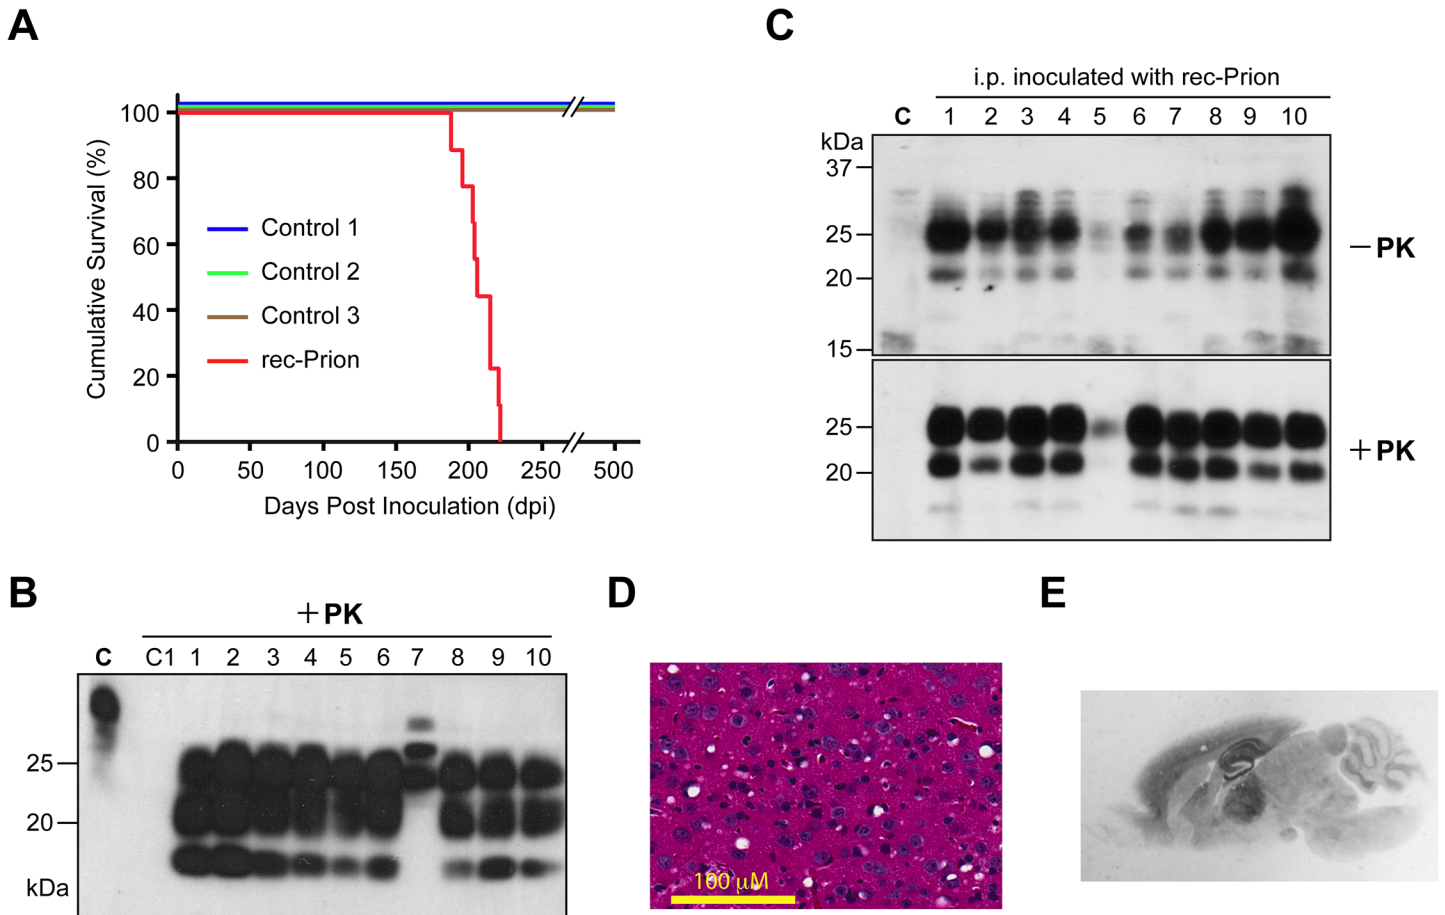 A
Cumulative Survival (%)
100
80
60
40
20
0
Control 1
Control 2
Control 3
rec-Prion
0 50 100 150 200 250 500
Days Post Inoculation (dpi)
C
i.p. inoculated with rec-Prion
C 1 2 3 4 5 6 7 8 9 10
kDa
37
25
20
15
−PK
25
20
+PK
B
+PK
C C1 1 2 3 4 5 6 7 8 9 10
25
20
kDa
D
100 μM
E